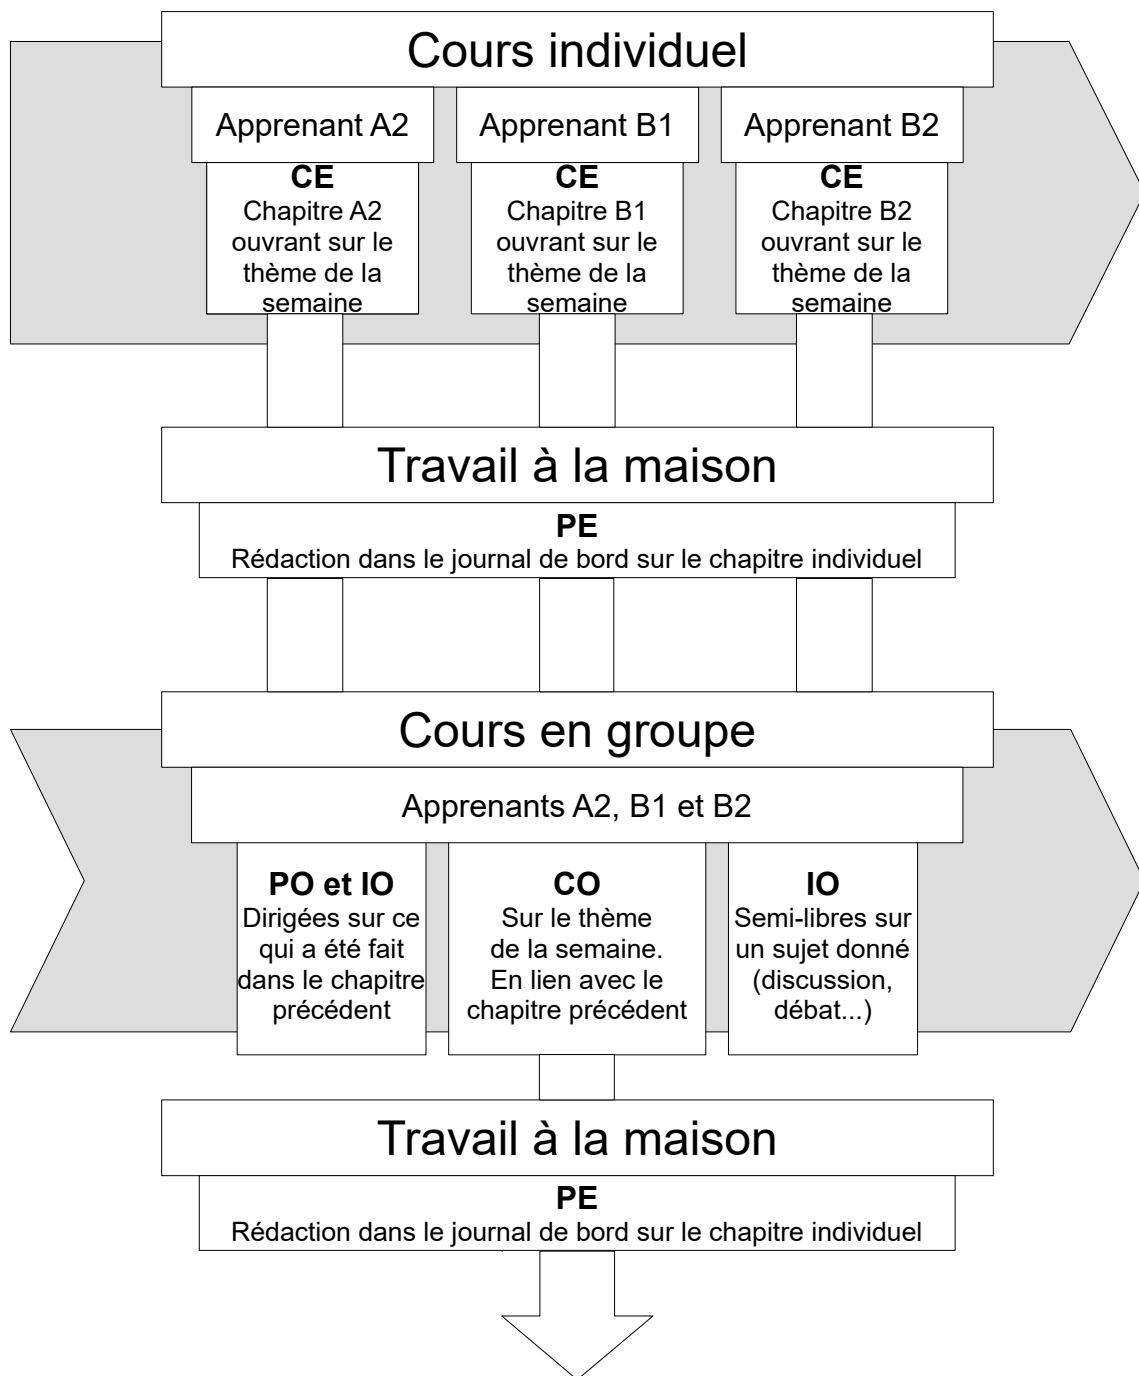 Cours individuel
Apprenant A2
Apprenant B1
Apprenant B2
CE
Chapitre A2
ouvrant sur le
thème de la
semaine
CE
Chapitre B1
ouvrant sur le
thème de la
semaine
CE
Chapitre B2
ouvrant sur le
thème de la
semaine
Travail à la maison
PE
Rédaction dans le journal de bord sur le chapitre individuel
Cours en groupe
Apprenants A2, B1 et B2
PO et IO
Dirigées sur ce
qui a été fait
dans le chapitre
précédent
CO
Sur le thème
de la semaine.
En lien avec le
chapitre précédent
IO
Semi-libres sur
un sujet donné
(discussion,
débat...)
Travail à la maison
PE
Rédaction dans le journal de bord sur le chapitre individuel